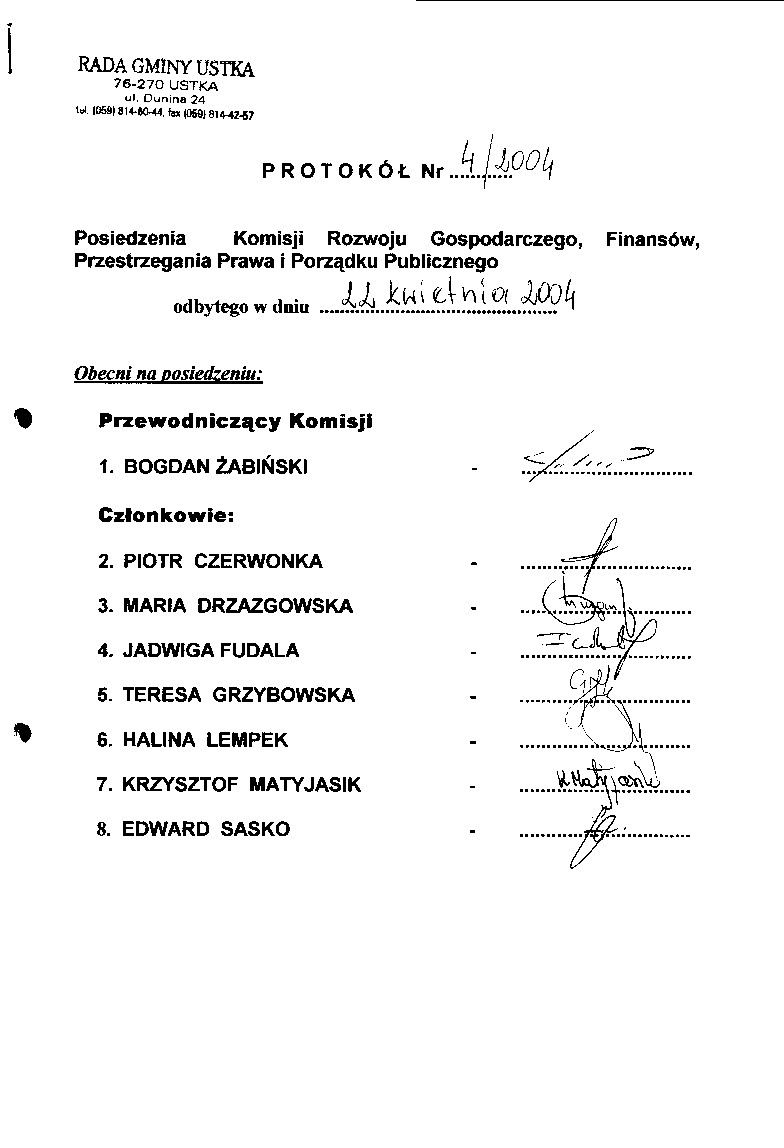 RADA GMINY USTKA
76-270 USTKA
ul. Dunina 24
tel. (059) 814-60-44, fax (059) 814-42-57
PROTOKÓŁ Nr 4/2004
Posiedzenia Komisji Rozwoju Gospodarczego, Finansów,
Przestrzegania Prawa i Porządku Publicznego
odbytego w dniu 22 kwietnia 2004
Obecni na posiedzeniu:
Przewodniczący Komisji
1. BOGDAN ŻABIŃSKI -
Członkowie:
2. PIOTR CZERWONKA -
3. MARIA DRZAZGOWSKA -
4. JADWIGA FUDALA -
5. TERESA GRZYBOWSKA -
6. HALINA LEMPEK -
7. KRZYSZTOF MATYJASIK - K Matyjasik
8. EDWARD SASKO -